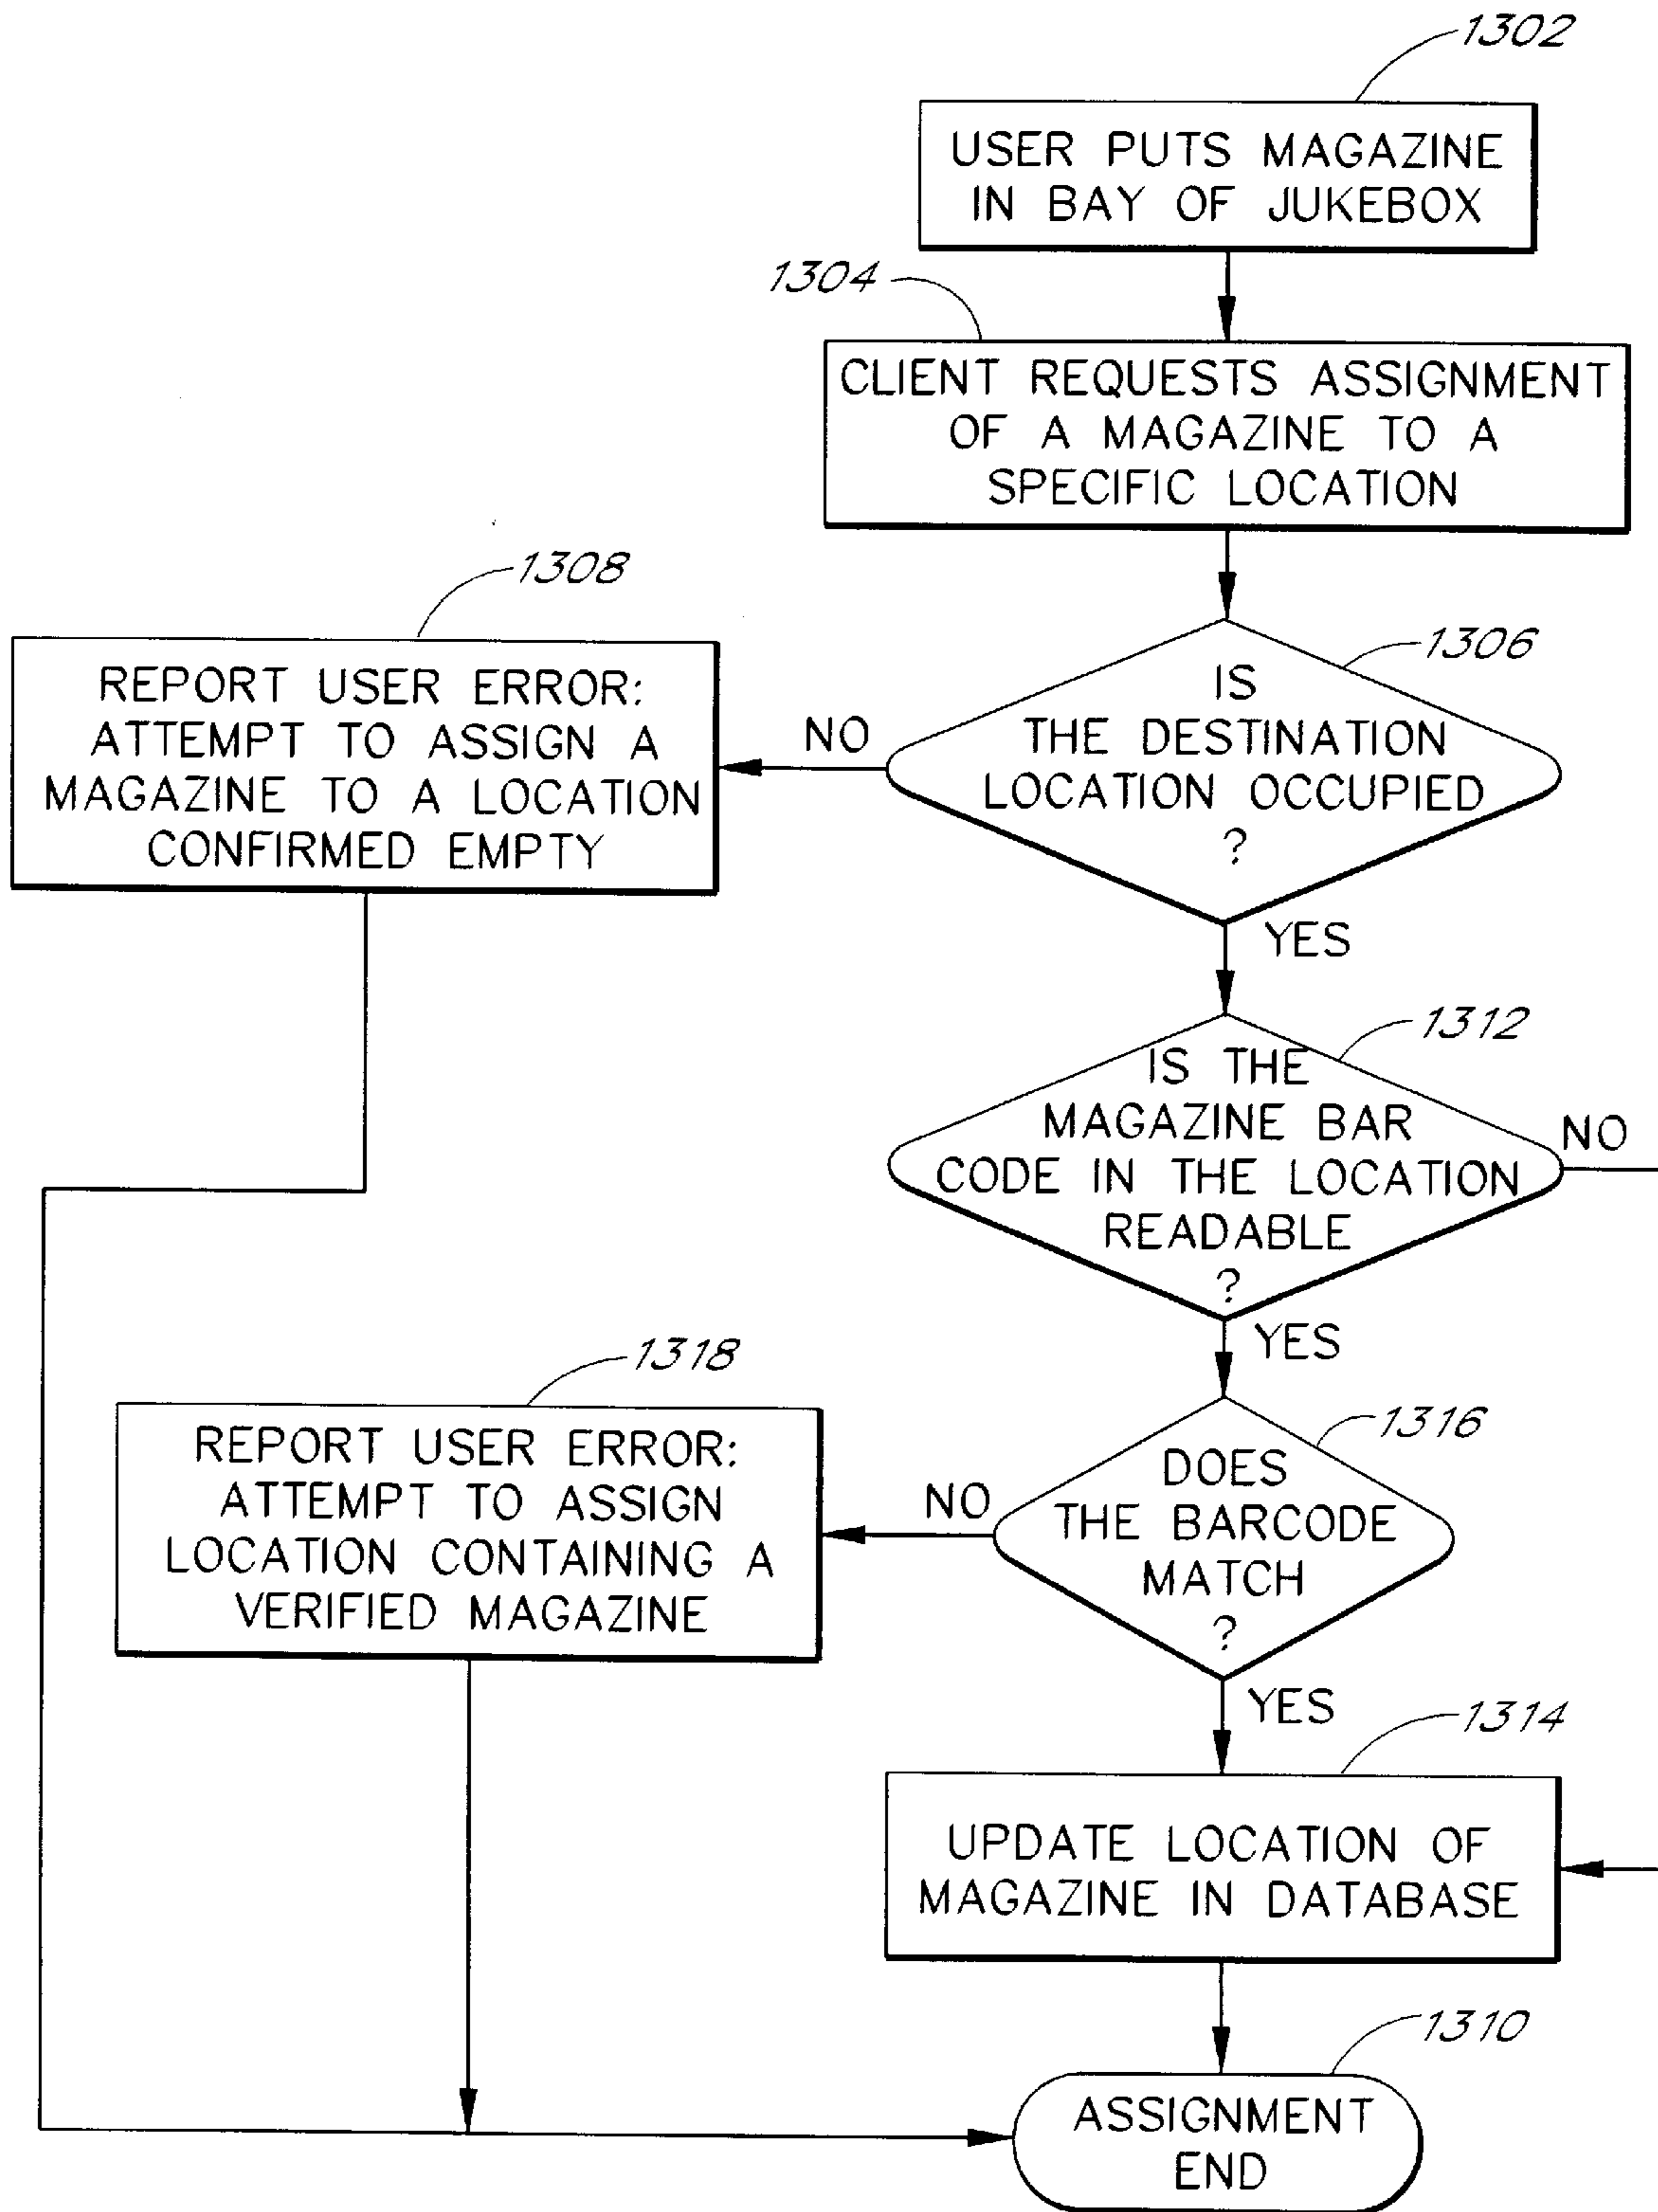 1302
USER PUTS MAGAZINE
IN BAY OF JUKEBOX
1304
CLIENT REQUESTS ASSIGNMENT
OF A MAGAZINE TO A
SPECIFIC LOCATION
1308
REPORT USER ERROR:
ATTEMPT TO ASSIGN A
MAGAZINE TO A LOCATION
CONFIRMED EMPTY
NO
1306
IS
THE DESTINATION
LOCATION OCCUPIED
?
YES
1312
IS THE
MAGAZINE BAR
CODE IN THE LOCATION
READABLE
?
NO
YES
1318
REPORT USER ERROR:
ATTEMPT TO ASSIGN
LOCATION CONTAINING A
VERIFIED MAGAZINE
NO
1316
DOES
THE BARCODE
MATCH
?
YES
1314
UPDATE LOCATION OF
MAGAZINE IN DATABASE
1310
ASSIGNMENT
END